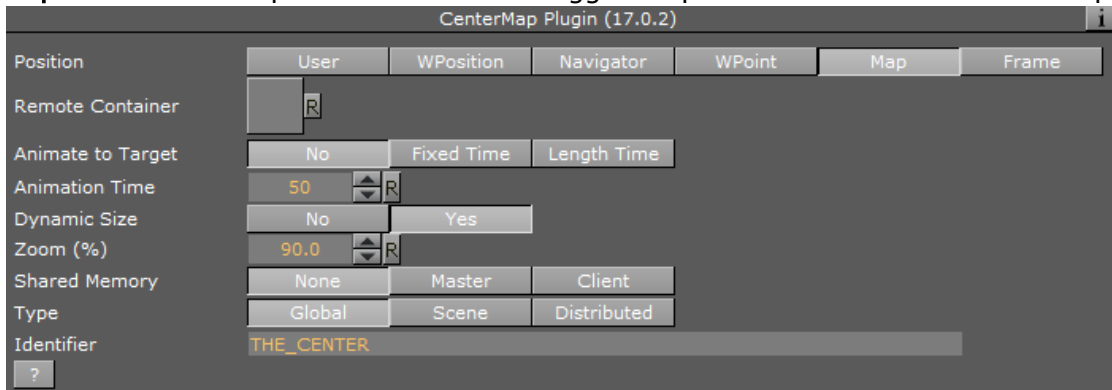 CenterMap Plugin (17.0.2) i
Position User WPosition Navigator WPoint Map Frame
Remote Container R
Animate to Target No Fixed Time Length Time
Animation Time 50 R
Dynamic Size No Yes
Zoom (%) 90.0 R
Shared Memory None Master Client
Type Global Scene Distributed
Identifier THE_CENTER
?